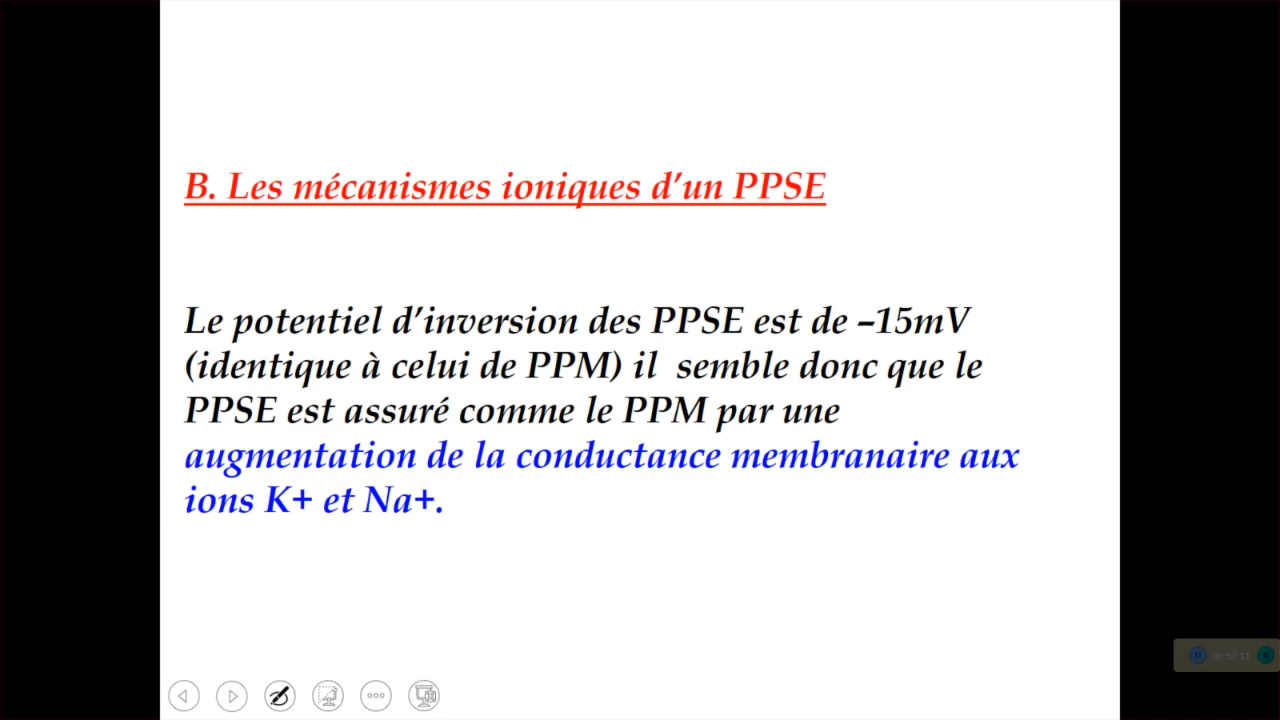 B. Les mécanismes ioniques d’un PPSE
Le potentiel d’inversion des PPSE est de –15mV
(identique à celui de PPM) il semble donc que le
PPSE est assuré comme le PPM par une
augmentation de la conductance membranaire aux
ions K+ et Na+.